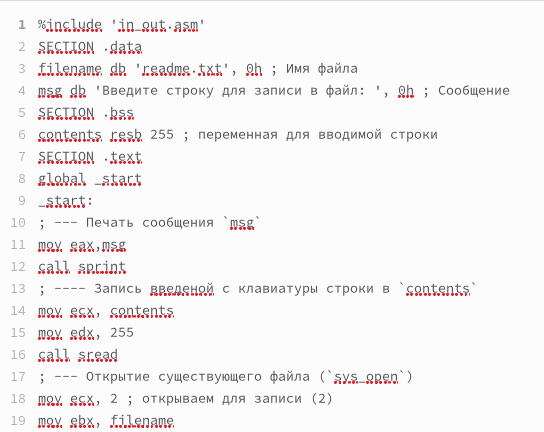 1 %include 'in_out.asm'
2 SECTION .data
3 filename db 'readme.txt', 0h ; Имя файла
4 msg db 'Введите строку для записи в файл: ', 0h ; Сообщение
5 SECTION .bss
6 contents resb 255 ; переменная для вводимой строки
7 SECTION .text
8 global _start
9 _start:
10 ; --- Печать сообщения `msg`
11 mov eax,msg
12 call sprint
13 ; ---- Запись введеной с клавиатуры строки в `contents`
14 mov ecx, contents
15 mov edx, 255
16 call sread
17 ; --- Открытие существующего файла (`sys_open`)
18 mov ecx, 2 ; открываем для записи (2)
19 mov ebx, filename